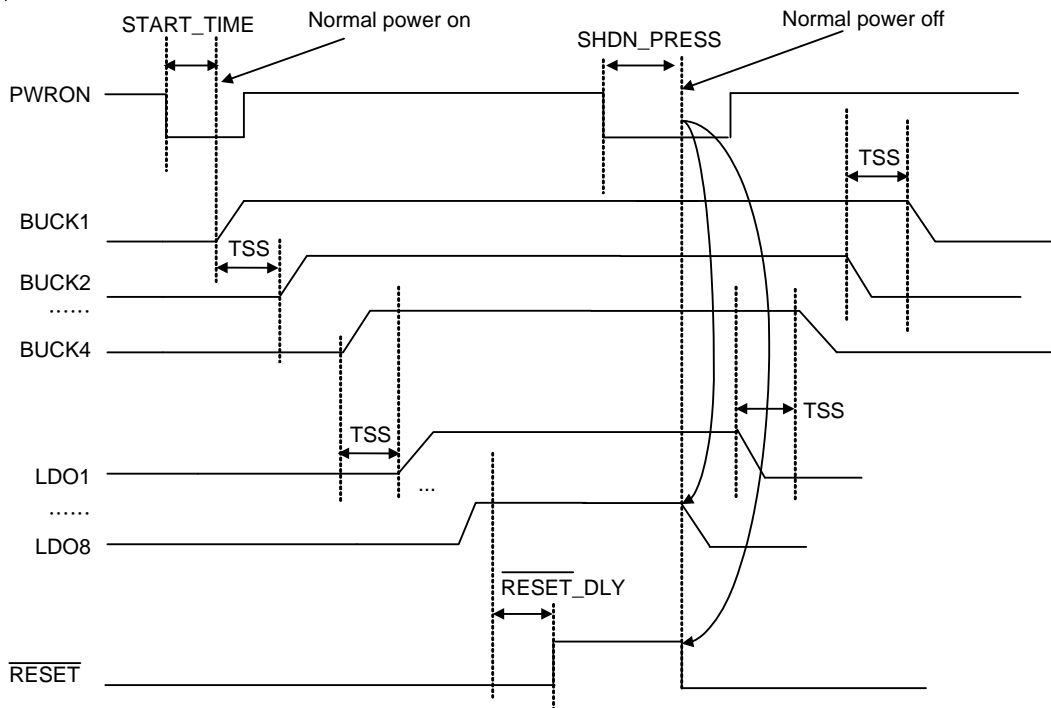 START_TIME
Normal power on
Normal power off
SHDN_PRESS
PWRON
TSS
BUCK1
TSS
BUCK2
......
BUCK4
TSS
TSS
LDO1
...
......
LDO8
RESET_DLY
RESET